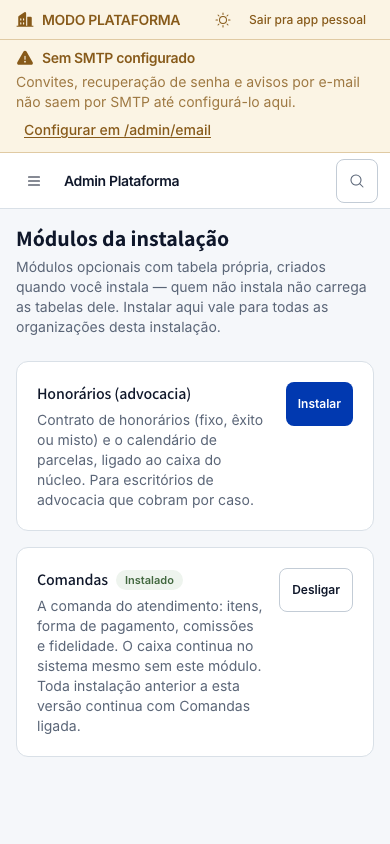 MODO PLATAFORMA
Sair pra app pessoal
Sem SMTP configurado
Convites, recuperação de senha e avisos por e-mail
não saem por SMTP até configurá-lo aqui.
Configurar em /admin/email
Admin Plataforma
Módulos da instalação
Módulos opcionais com tabela própria, criados
quando você instala — quem não instala não carrega
as tabelas dele. Instalar aqui vale para todas as
organizações desta instalação.
Honorários (advocacia)
Instalar
Contrato de honorários (fixo, êxito
ou misto) e o calendário de
parcelas, ligado ao caixa do
núcleo. Para escritórios de
advocacia que cobram por caso.
Comandas
Instalado
Desligar
A comanda do atendimento: itens,
forma de pagamento, comissões
e fidelidade. O caixa continua no
sistema mesmo sem este módulo.
Toda instalação anterior a esta
versão continua com Comandas
ligada.